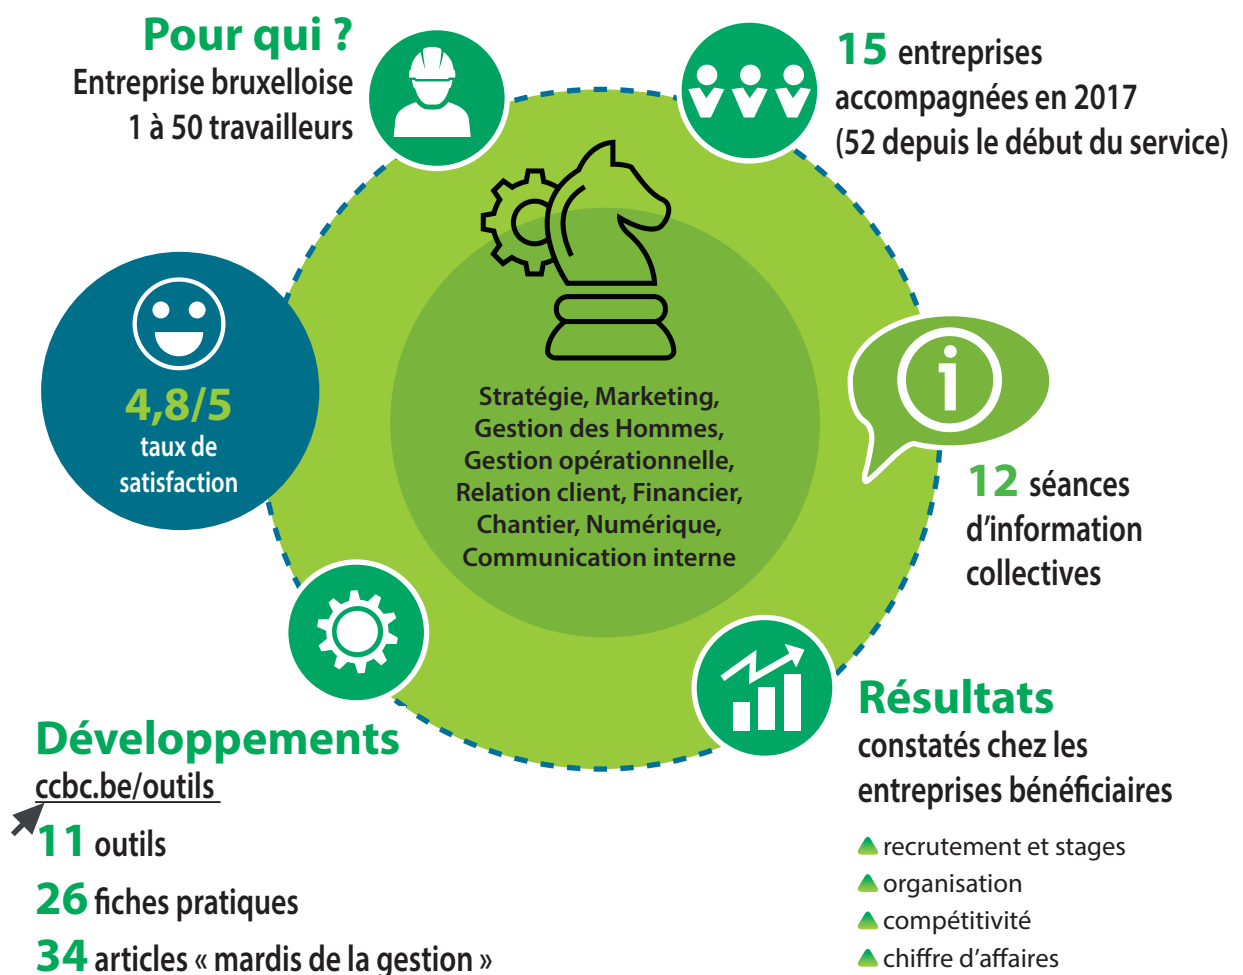 Pour qui ?
Entreprise bruxelloise
1 à 50 travailleurs
15 entreprises
accompagnées en 2017
(52 depuis le début du service)
4,8/5
taux de
satisfaction
Stratégie, Marketing,
Gestion des Hommes,
Gestion opérationnelle,
Relation client, Financier,
Chantier, Numérique,
Communication interne
i
12 séances
d’information
collectives
Développements
ccbc.be/outils
11 outils
26 fiches pratiques
34 articles « mardis de la gestion »
Résultats
constatés chez les
entreprises bénéficiaires
recrutement et stages
organisation
compétitivité
chiffre d’affaires